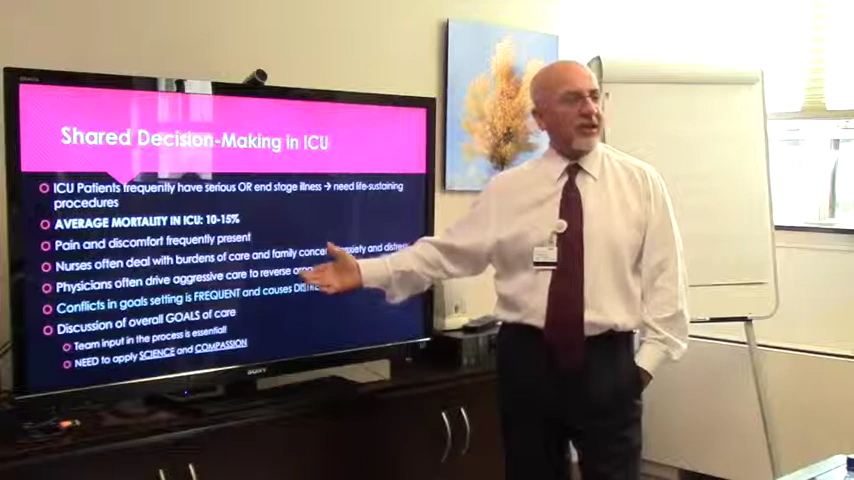 Shared Decision-Making in ICU
ICU Patients frequently have serious OR end stage illness → need life-sustaining
procedures
AVERAGE MORTALITY IN ICU: 10-15%
Pain and discomfort frequently present
Nurses often deal with burdens of care and family concerns anxiety and distress
Physicians often drive aggressive care to reverse
Conflicts in goals setting is FREQUENT and causes
Discussion of overall GOALS of care
Team input in the process is essential!
NEED to apply SCIENCE and COMPASSION
SONY